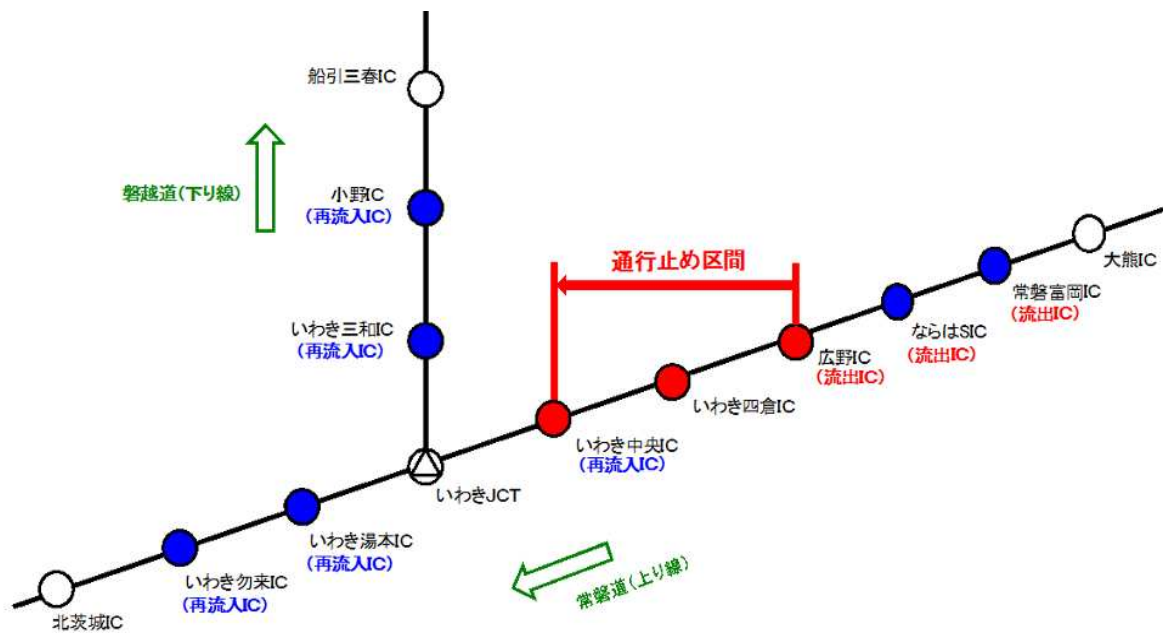 船引三春IC
磐越道(下り線)
小野IC
(再流入IC)
通行止め区間
大熊IC
常磐富岡IC
(流出IC)
ならはSIC
(流出IC)
いわき三和IC
(再流入IC)
広野IC
(流出IC)
いわき四倉IC
いわき中央IC
(再流入IC)
いわきJCT
いわき湯本IC
(再流入IC)
いわき勿来IC
(再流入IC)
北茨城IC
常磐道(上り線)